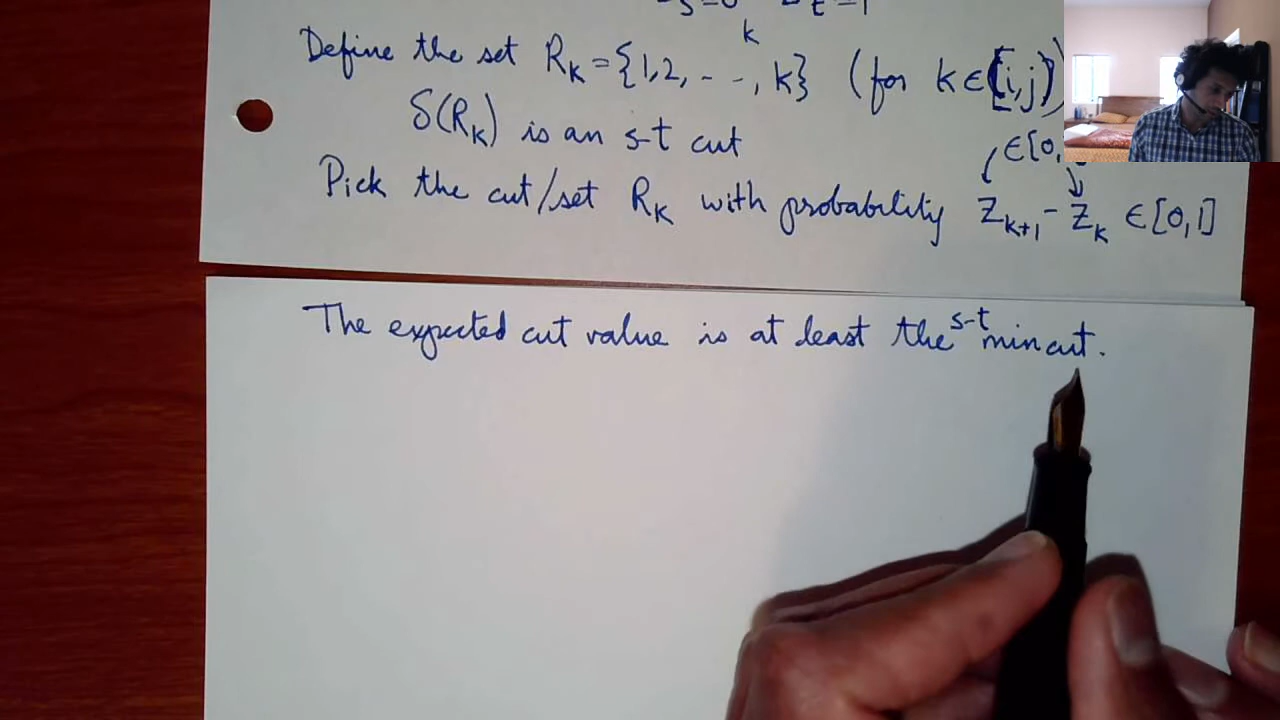 k
Define the set R_k = {1,2, - - -, k} (for k ∈ [i,j)
δ(R_k) is an s-t cut
∈[0,
Pick the cut/set R_k with probability Z_{k+1} - Z_k ∈ [0,1]
The expected cut value is at least the s-t min cut.